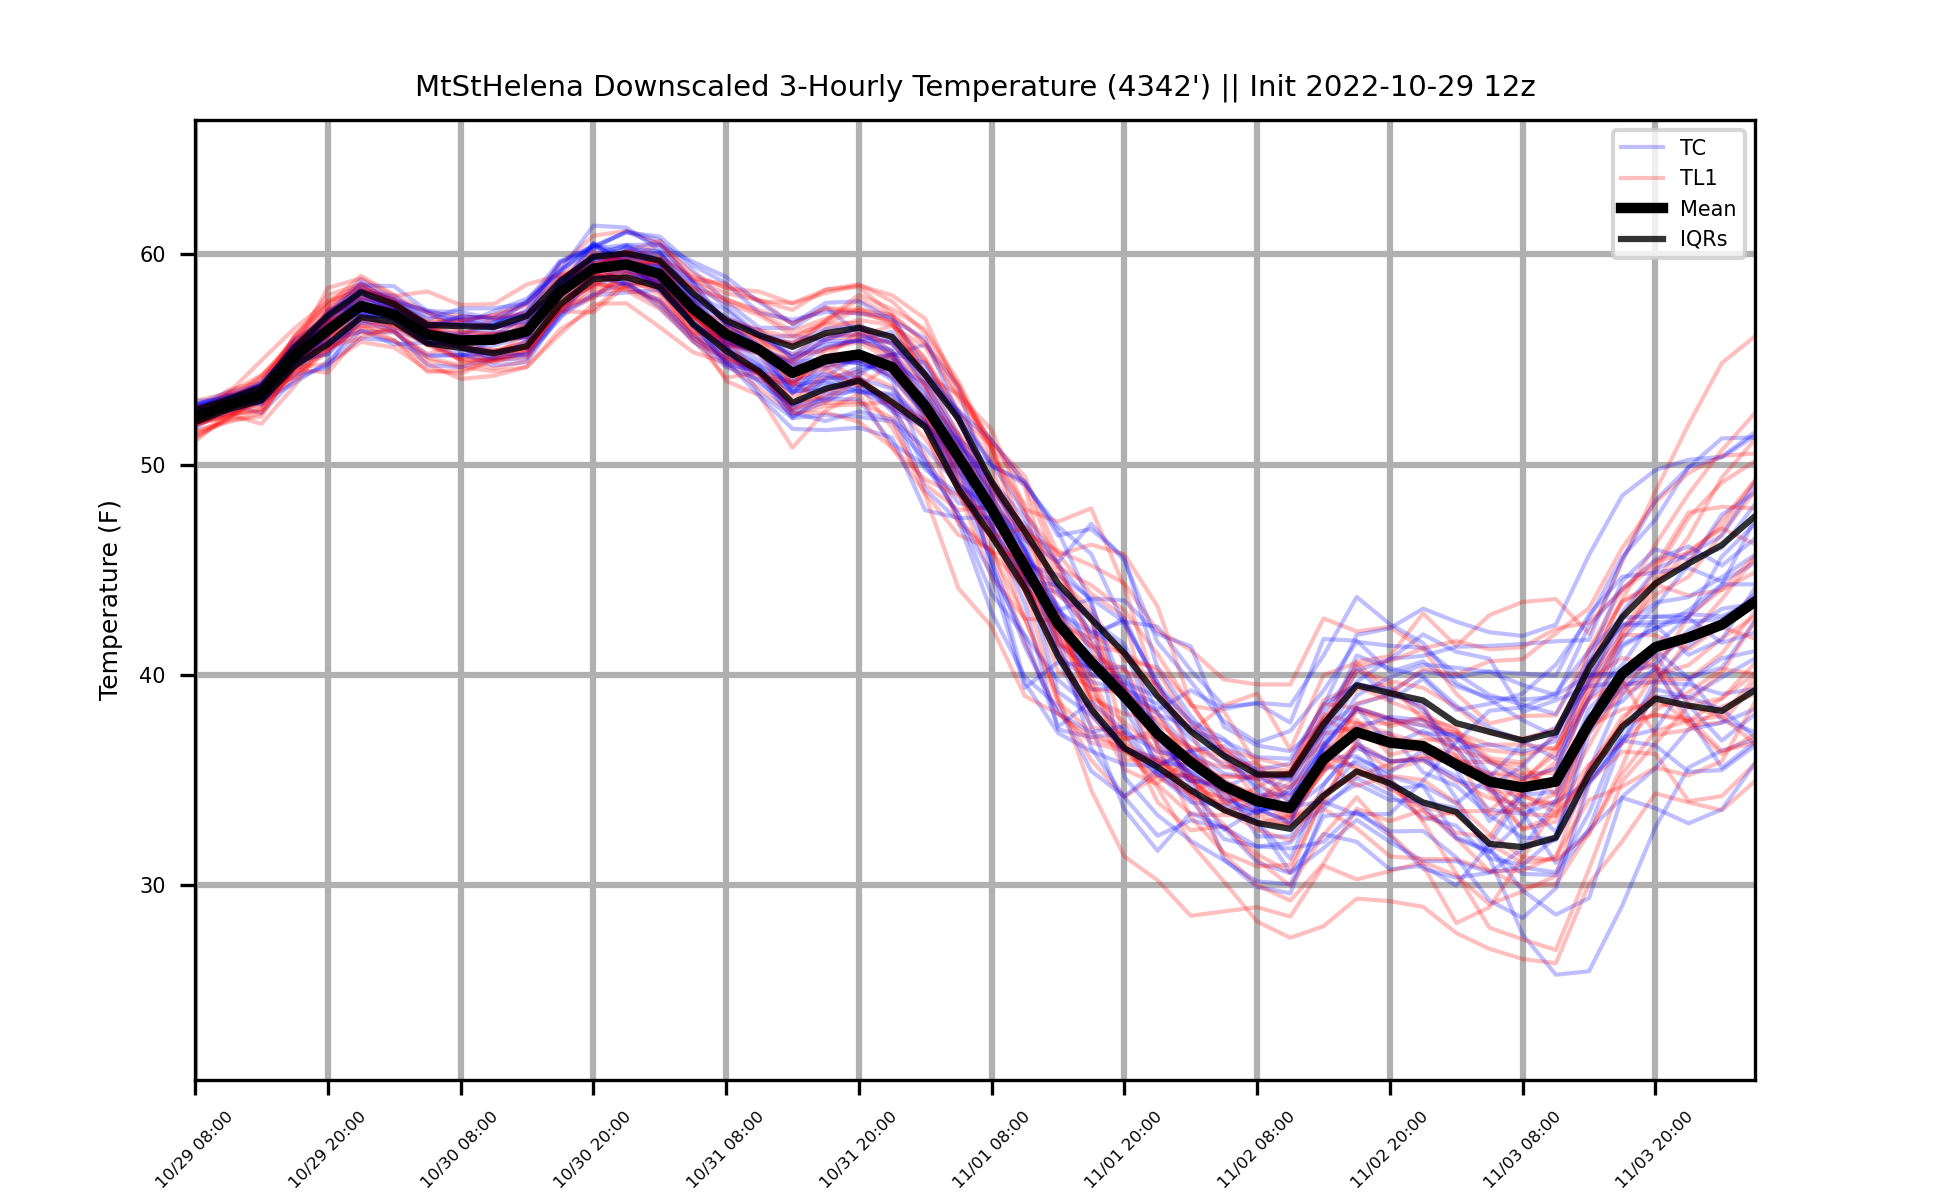 MtStHelena Downscaled 3-Hourly Temperature (4342') || Init 2022-10-29 12z
TC
TL1
Mean
IQRs
Temperature (F)
60
50
40
30
10/29 08:00
10/29 20:00
10/30 08:00
10/30 20:00
10/31 08:00
10/31 20:00
11/01 08:00
11/01 20:00
11/02 08:00
11/02 20:00
11/03 08:00
11/03 20:00